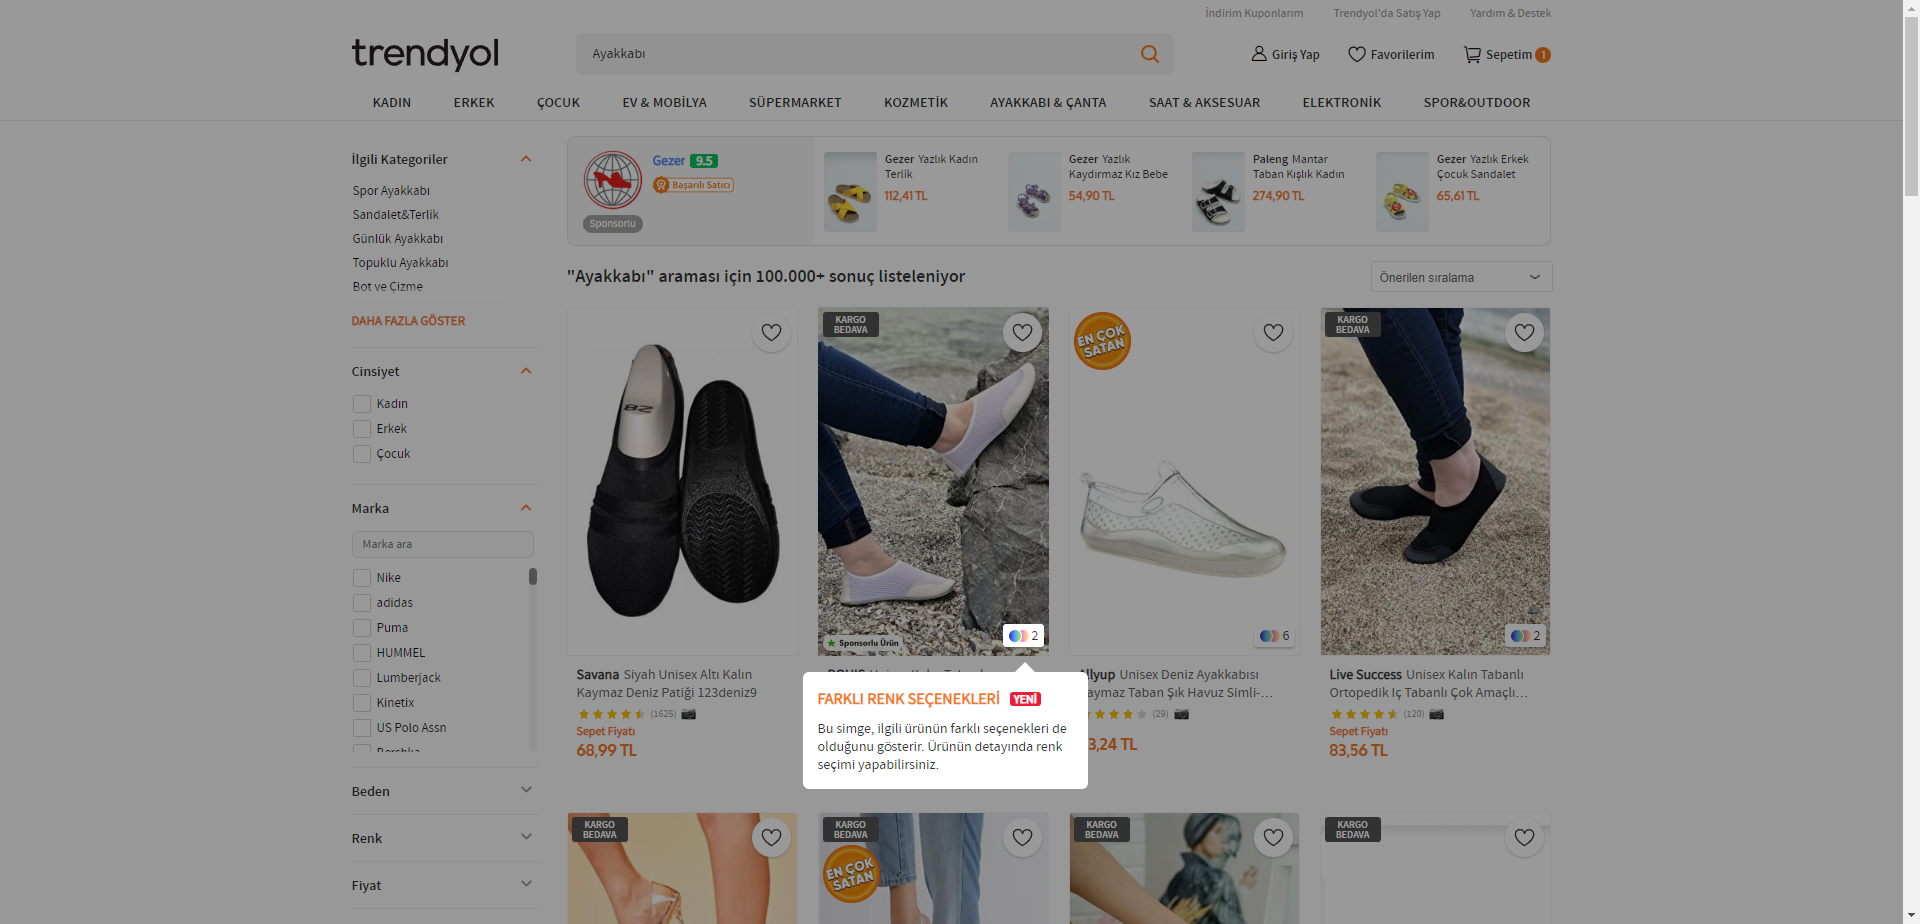 İndirim Kuponlarım
Trendyol'da Satış Yap
Yardım & Destek
trendyol
Ayakkabı
Giriş Yap
Favorilerim
Sepetim 1
KADIN
ERKEK
ÇOCUK
EV & MOBİLYA
SÜPERMARKET
KOZMETİK
AYAKKABI & ÇANTA
SAAT & AKSESUAR
ELEKTRONİK
SPOR&OUTDOOR
İlgili Kategoriler
Spor Ayakkabı
Sandalet&Terlik
Günlük Ayakkabı
Topuklu Ayakkabı
Bot ve Çizme
DAHA FAZLA GÖSTER
Cinsiyet
Kadın
Erkek
Çocuk
Marka
Marka ara
Nike
adidas
Puma
HUMMEL
Lumberjack
Kinetix
US Polo Assn
Bershka
Beden
Renk
Fiyat
Gezer 9.5
Başarılı Satıcı
Sponsorlu
Gezer Yazlık Kadın
Terlik
112,41 TL
Gezer Yazlık
Kaydırmaz Kız Bebe
54,90 TL
Paleng Mantar
Taban Kışlık Kadın
274,90 TL
Gezer Yazlık Erkek
Çocuk Sandalet
65,61 TL
"Ayakkabı" araması için 100.000+ sonuç listeleniyor
Önerilen sıralama
28
Savana Siyah Unisex Altı Kalın
Kaymaz Deniz Patiği 123deniz9
(1625)
Sepet Fiyatı
68,99 TL
KARGO
BEDAVA
Sponsorlu Ürün
2
FARKLI RENK SEÇENEKLERİ YENİ
Bu simge, ilgili ürünün farklı seçenekleri de
olduğunu gösterir. Ürünün detayında renk
seçimi yapabilirsiniz.
EN ÇOK
SATAN
6
llyup Unisex Deniz Ayakkabısı
aymaz Taban Şık Havuz Simli-...
(29)
3,24 TL
KARGO
BEDAVA
2
Live Success Unisex Kalın Tabanlı
Ortopedik Iç Tabanlı Çok Amaçlı...
(120)
Sepet Fiyatı
83,56 TL
KARGO
BEDAVA
KARGO
BEDAVA
EN ÇOK
SATAN
KARGO
BEDAVA
KARGO
BEDAVA